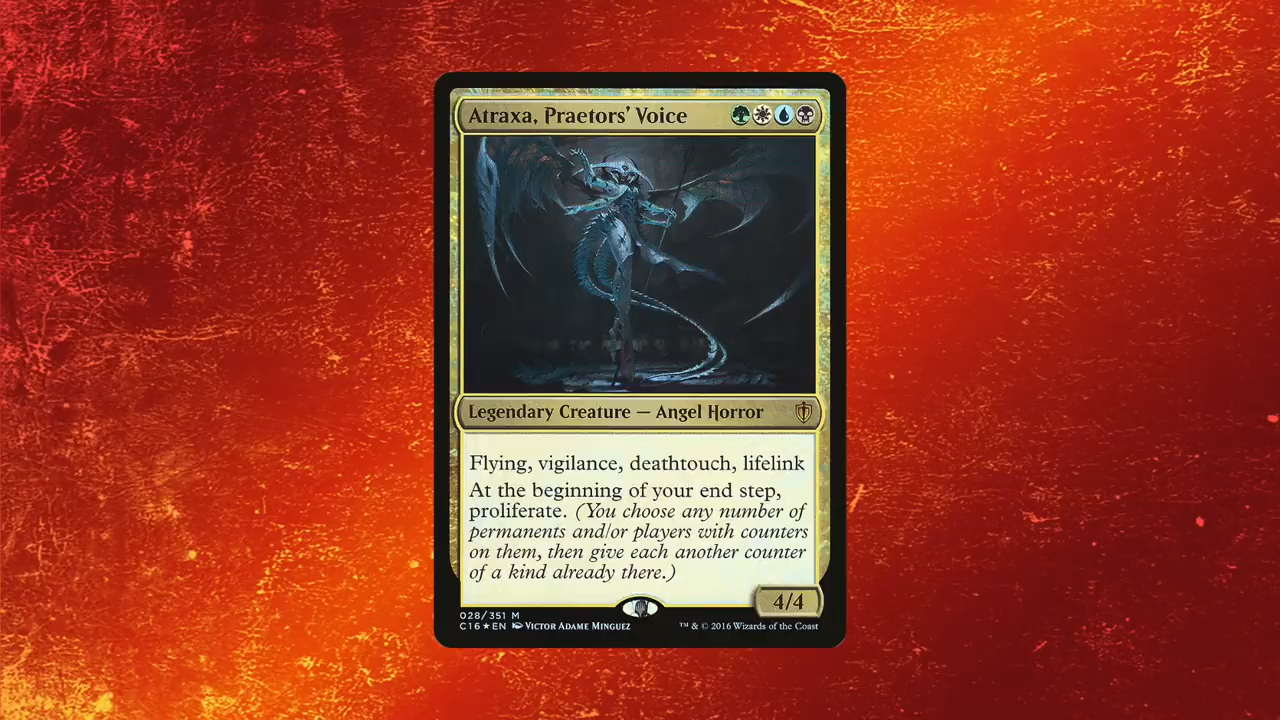 Atraxa, Praetors' Voice
Legendary Creature — Angel Horror
Flying, vigilance, deathtouch, lifelink
At the beginning of your end step,
proliferate. (You choose any number of
permanents and/or players with counters
on them, then give each another counter
of a kind already there.)
4/4
028/351 M
C16★EN Victor Adame Minguez
™ & © 2016 Wizards of the Coast